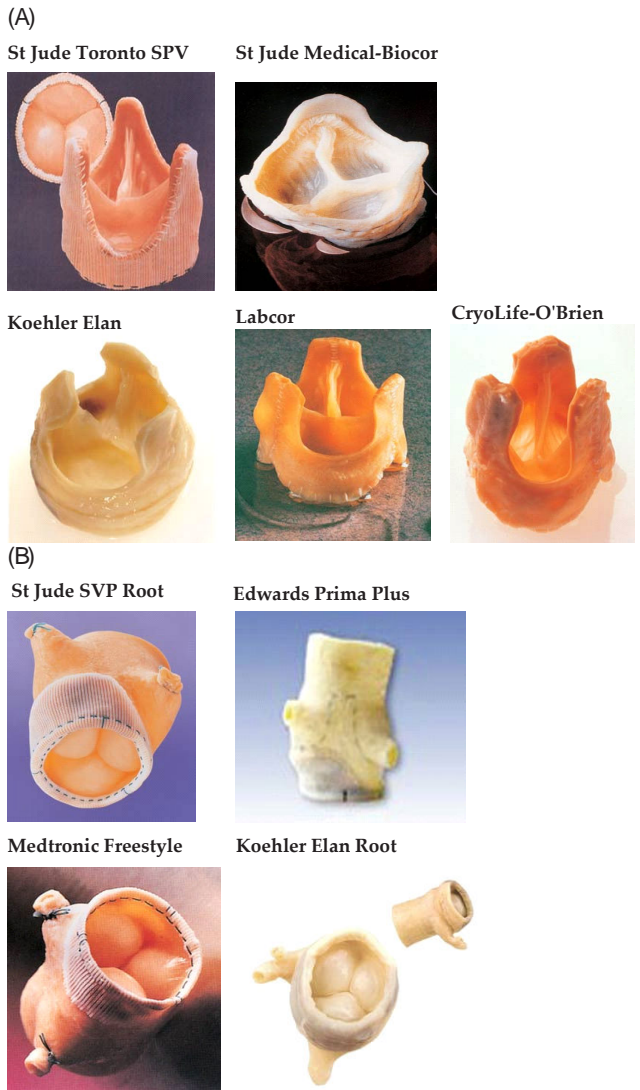 (A)
St Jude Toronto SPV
St Jude Medical-Biocor
Koehler Elan
Labcor
CryoLife-O'Brien
(B)
St Jude SVP Root
Edwards Prima Plus
Medtronic Freestyle
Koehler Elan Root